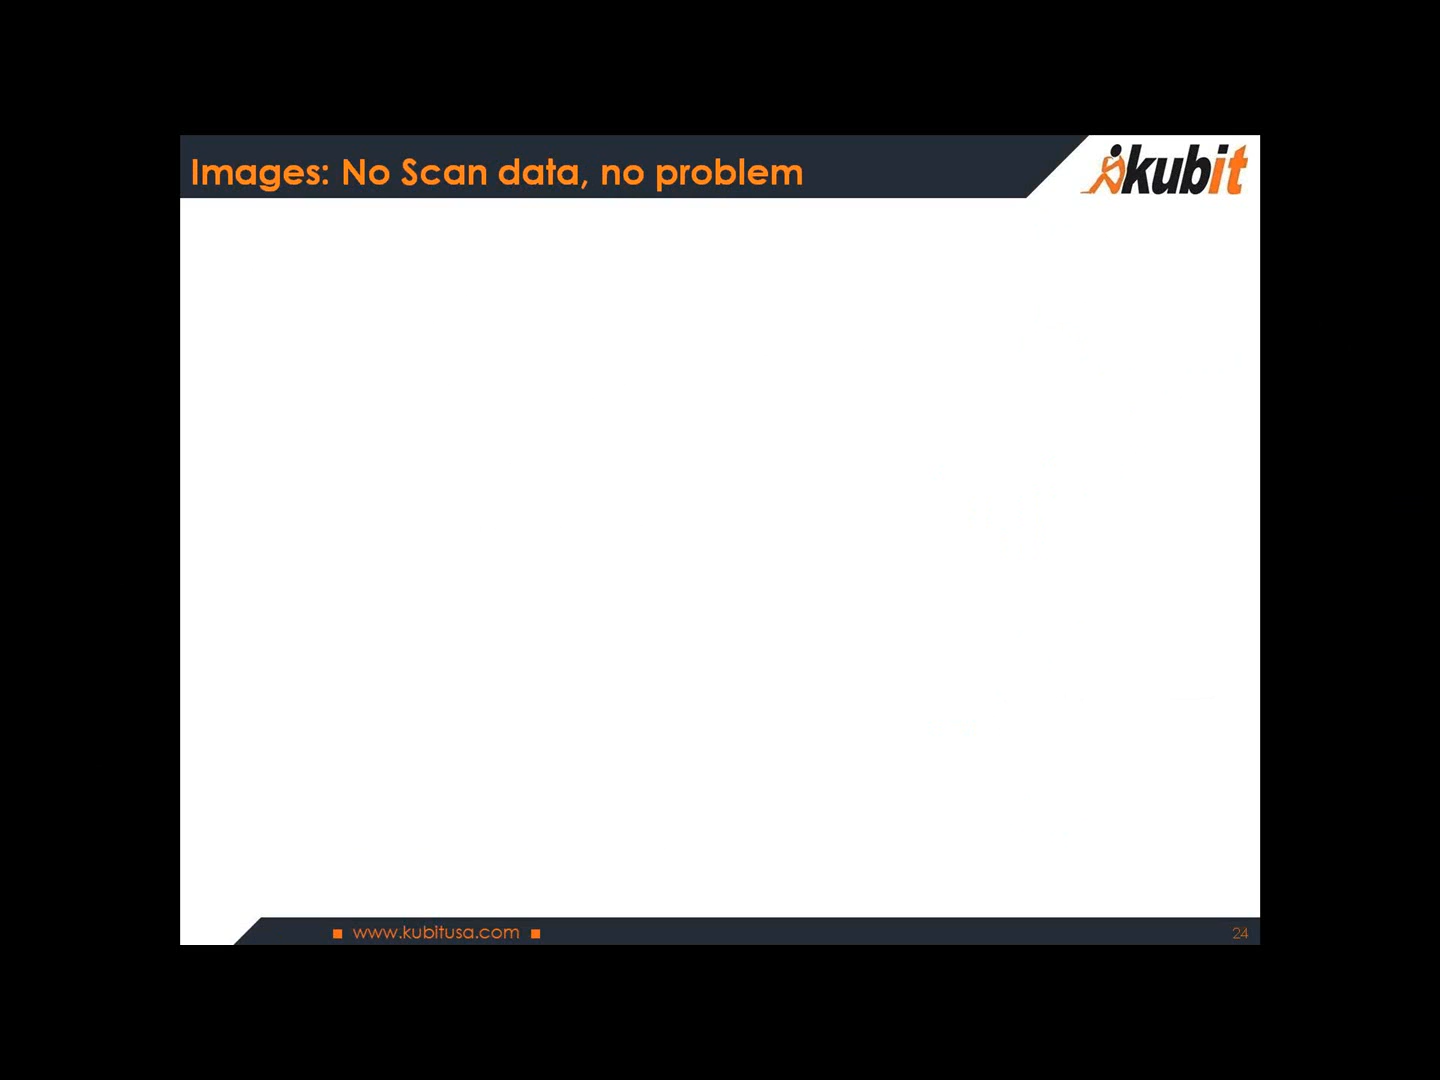 Images: No Scan data, no problem
kubit
■ www.kubitusa.com ■
24